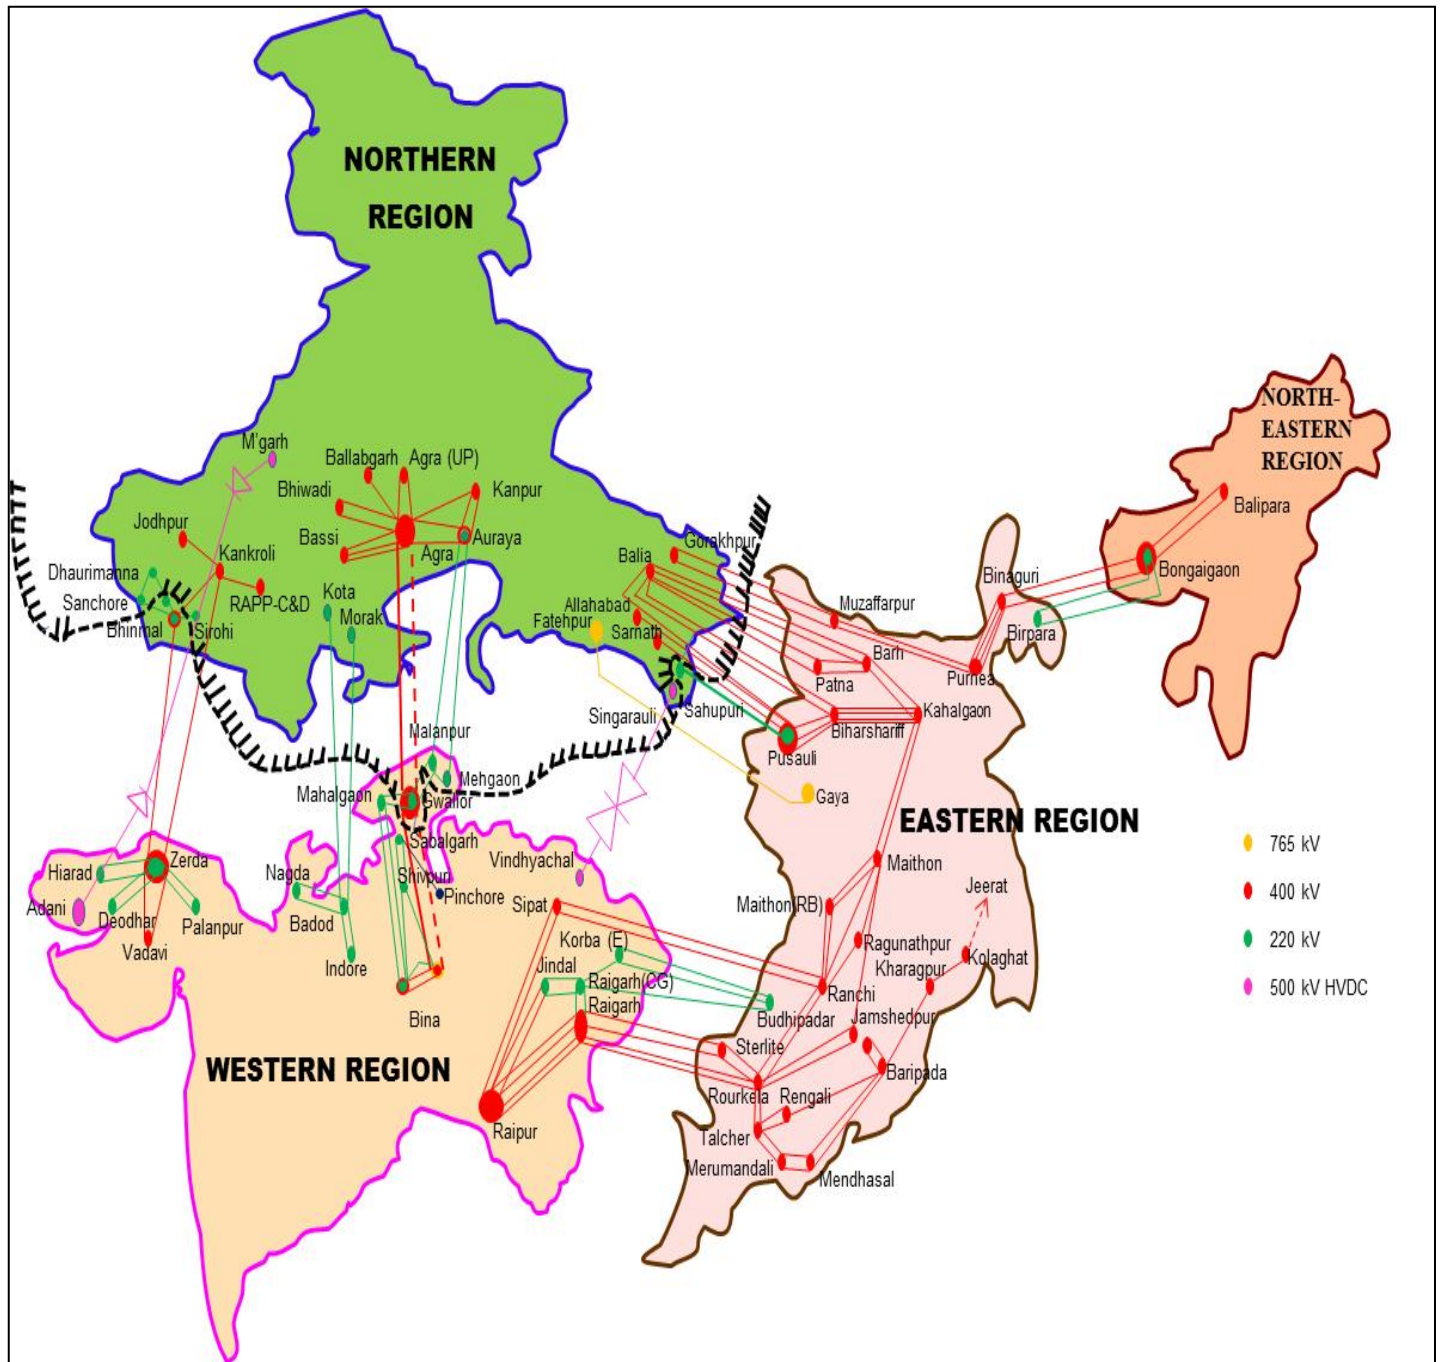 NORTHERN
REGION
NORTH-
EASTERN
REGION
M'garh
Ballabgarh
Agra (UP)
Bhiwadi
Kanpur
Balipara
Jodhpur
Bassi
Agra
Auraya
Gorakhpur
Balia
Kankroli
Bongaigaon
Dhaurimanna
Binaguri
Sanchore
RAPP-C&D
Kota
Allahabad
Muzaffarpur
Fatehpur
Bhinmal
Sirohi
Morak
Sarnath
Birpara
Barh
Patna
Purnea
Singarauli
Sahupuri
Kahalgaon
Malanpur
Biharshariff
Pusauli
Mehgaon
Mahalgaon
Gwalior
Gaya
EASTERN REGION
765 kV
Sabalgarh
Zerda
Vindhyachal
Maithon
Hiarad
Nagda
Shivpuri
Pinchore
Jeerat
400 kV
Adani
Deodhar
Palanpur
Badod
Sipat
Maithon(RB)
Vadavi
Korba (E)
Ragunathpur
220 kV
Indore
Jindal
Kharagpur
Kolaghat
Raigarh(CG)
Ranchi
500 kV HVDC
Raigarh
Bina
Budhipadar
Jamshedpur
Sterlite
WESTERN REGION
Baripada
Rourkela
Rengali
Raipur
Talcher
Merumandali
Mendhasal